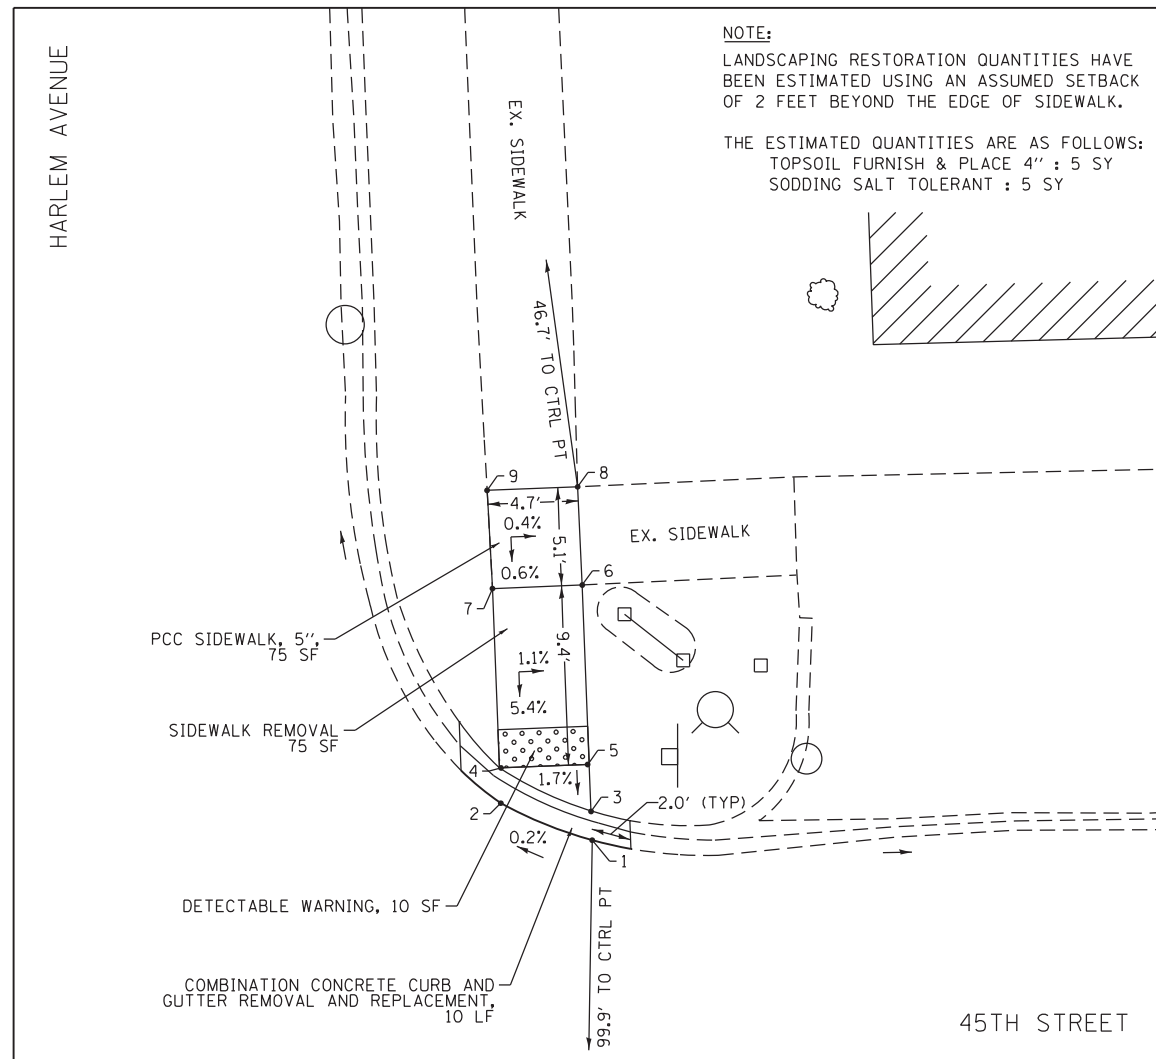 HARLEM AVENUE
NOTE:
LANDSCAPING RESTORATION QUANTITIES HAVE
BEEN ESTIMATED USING AN ASSUMED SETBACK
OF 2 FEET BEYOND THE EDGE OF SIDEWALK.
THE ESTIMATED QUANTITIES ARE AS FOLLOWS:
TOPSOIL FURNISH & PLACE 4'' : 5 SY
SODDING SALT TOLERANT : 5 SY
EX. SIDEWALK
46.7' TO CTRL PT
9
8
4.7'
0.4%
5.1'
0.6%
EX. SIDEWALK
6
7
PCC SIDEWALK, 5'',
75 SF
9.4'
1.1%
5.4%
SIDEWALK REMOVAL
75 SF
5
4
1.7%
3
2.0' (TYP)
2
0.2%
1
DETECTABLE WARNING, 10 SF
99.9' TO CTRL PT
COMBINATION CONCRETE CURB AND
GUTTER REMOVAL AND REPLACEMENT,
10 LF
45TH STREET